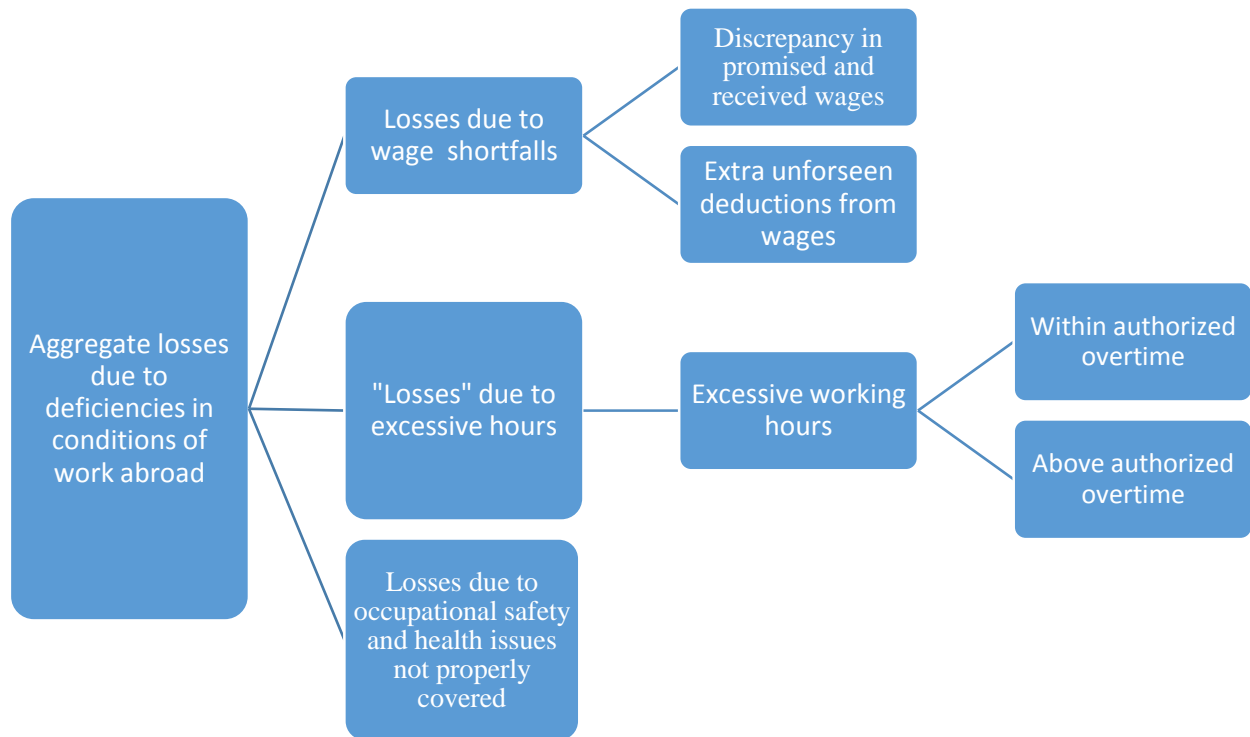 Aggregate losses
due to
deficiencies in
conditions of
work abroad
Losses due to
wage shortfalls
Discrepancy in
promised and
received wages
Extra unforseen
deductions from
wages
"Losses" due to
excessive hours
Excessive working
hours
Within authorized
overtime
Above authorized
overtime
Losses due to
occupational safety
and health issues
not properly
covered